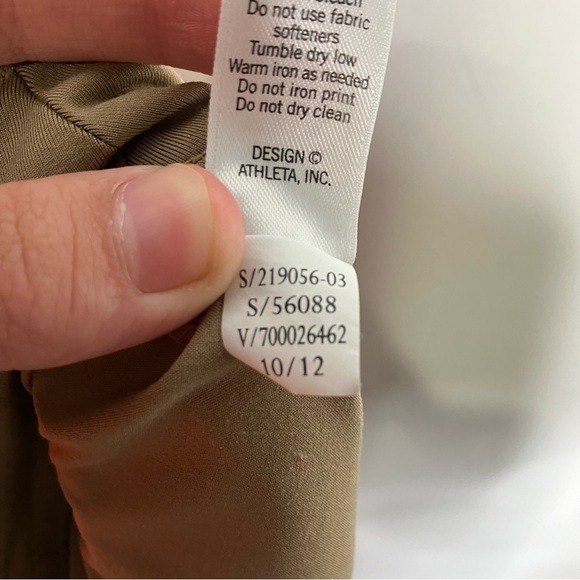 Do not use fabric
softeners
Tumble dry low
Warm iron as needed
Do not iron print
Do not dry clean
DESIGN ©
ATHLETA, INC.
S/219056-03
S/56088
V/700026462
10/12